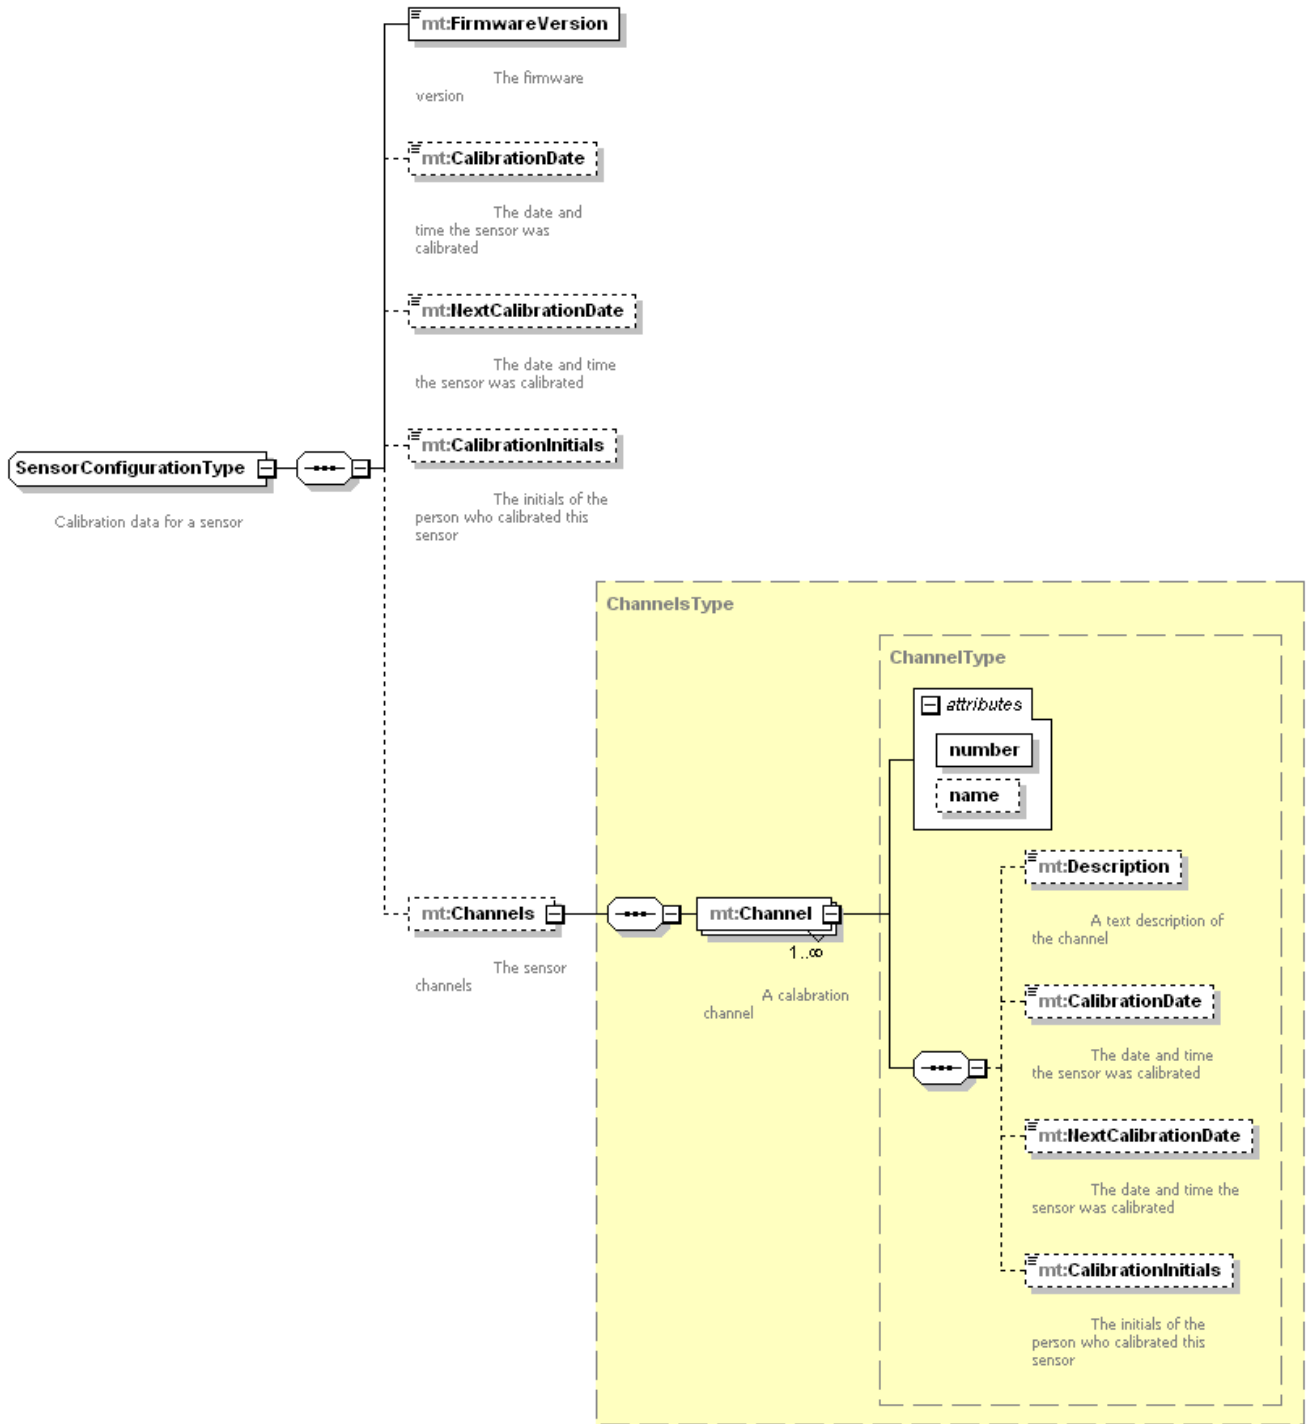 mt:FirmwareVersion
The firmware
version
mt:CalibrationDate
The date and
time the sensor was
calibrated
mt:NextCalibrationDate
The date and time
the sensor was calibrated
mt:CalibrationInitials
The initials of the
person who calibrated this
sensor
SensorConfigurationType
Calibration data for a sensor
mt:Channels
The sensor
channels
ChannelsType
mt:Channel
1..∞
A calabration
channel
ChannelType
attributes
number
name
mt:Description
A text description of
the channel
mt:CalibrationDate
The date and time
the sensor was calibrated
mt:NextCalibrationDate
The date and time the
sensor was calibrated
mt:CalibrationInitials
The initials of the
person who calibrated this
sensor